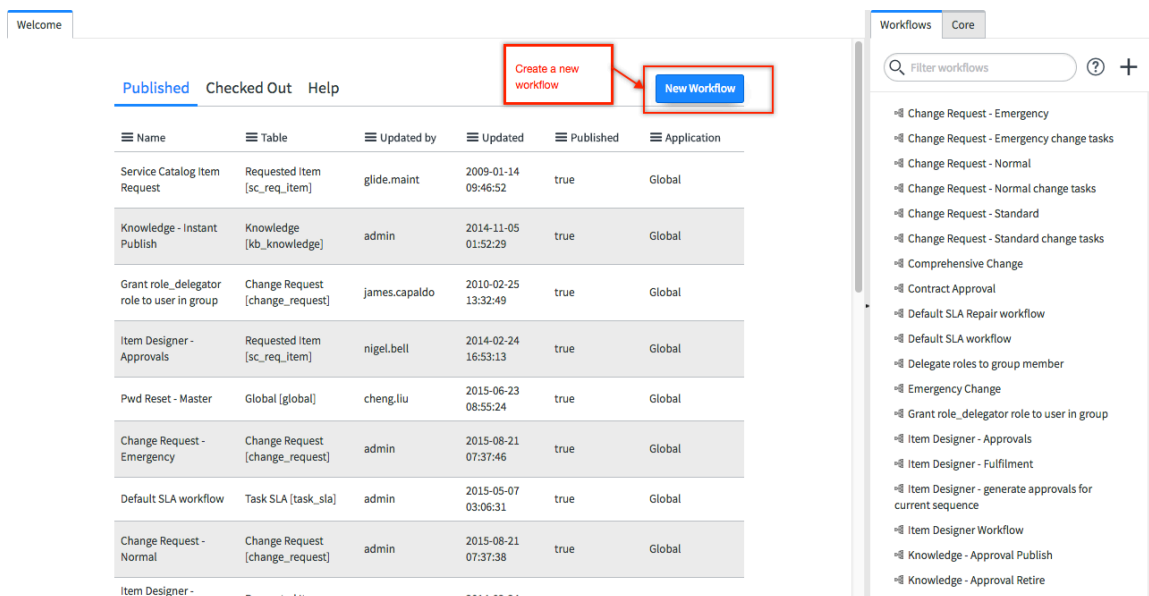 Welcome
Published Checked Out Help
Create a new
workflow
New Workflow
Name Table Updated by Updated Published Application
Service Catalog Item Requested Item 2009-01-14
Request [sc_req_item] glide.maint 09:46:52 true Global
Knowledge - Instant Knowledge 2014-11-05
Publish [kb_knowledge] admin 01:52:29 true Global
Grant role_delegator Change Request 2010-02-25
role to user in group [change_request] james.capaldo 13:32:49 true Global
Item Designer - Requested Item 2014-02-24
Approvals [sc_req_item] nigel.bell 16:53:13 true Global
Pwd Reset - Master Global [global] cheng.liu 2015-06-23 true Global
08:55:24
Change Request - Change Request 2015-08-21
Emergency [change_request] admin 07:37:46 true Global
Default SLA workflow Task SLA [task_sla] admin 2015-05-07 true Global
03:06:31
Change Request - Change Request 2015-08-21
Normal [change_request] admin 07:37:38 true Global
Item Designer -
Workflows Core
Filter workflows
Change Request - Emergency
Change Request - Emergency change tasks
Change Request - Normal
Change Request - Normal change tasks
Change Request - Standard
Change Request - Standard change tasks
Comprehensive Change
Contract Approval
Default SLA Repair workflow
Default SLA workflow
Delegate roles to group member
Emergency Change
Grant role_delegator role to user in group
Item Designer - Approvals
Item Designer - Fulfilment
Item Designer - generate approvals for
current sequence
Item Designer Workflow
Knowledge - Approval Publish
Knowledge - Approval Retire